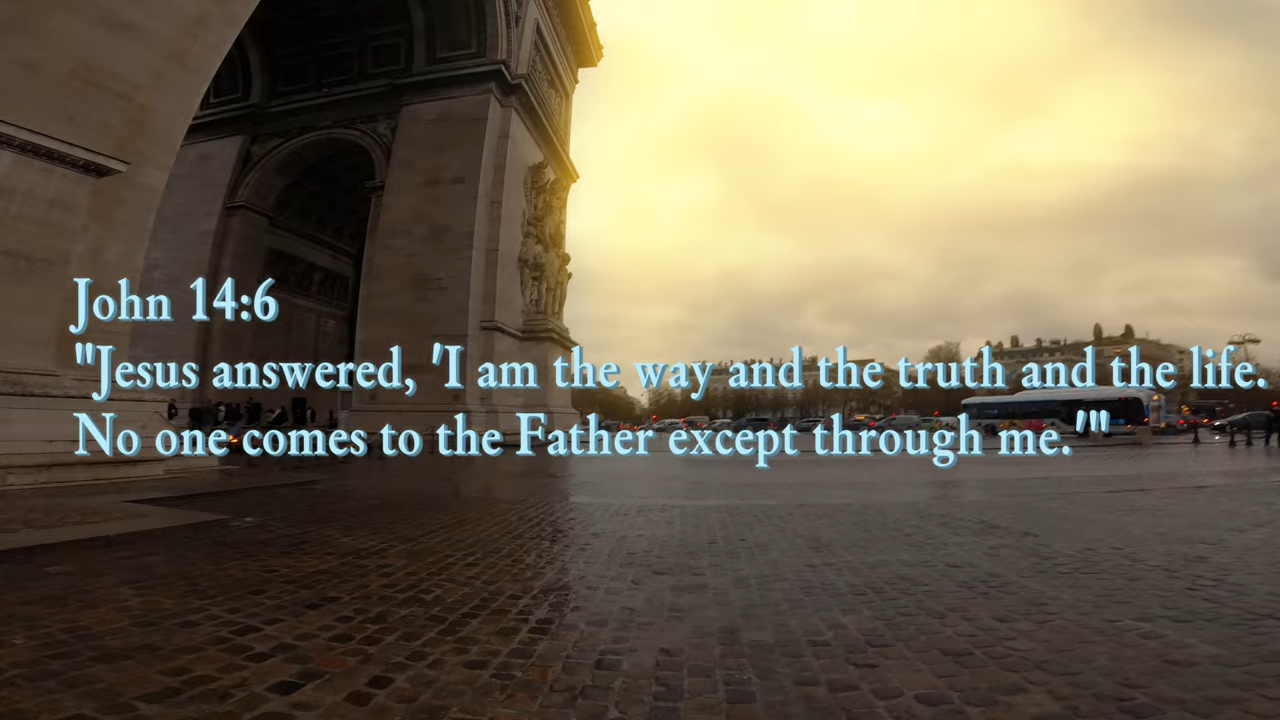 John 14:6
"Jesus answered, 'I am the way and the truth and the life.
No one comes to the Father except through me.'"